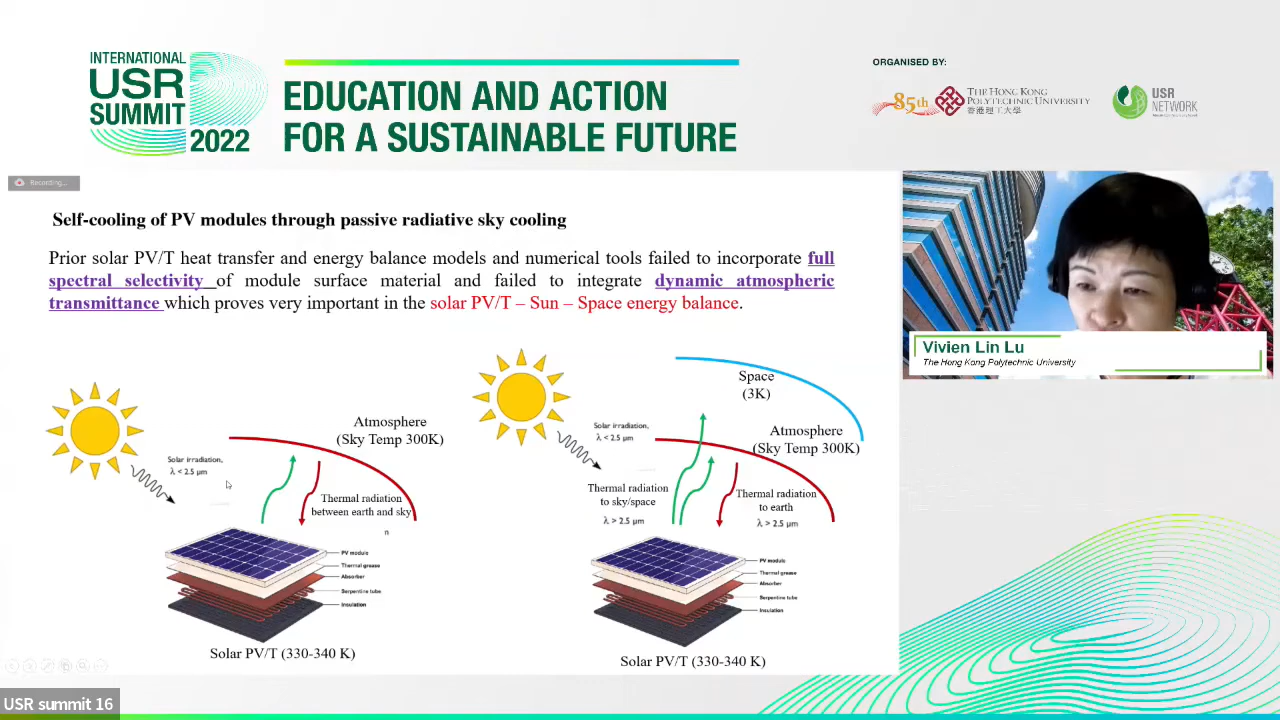 INTERNATIONAL
USR
SUMMIT
2022
EDUCATION AND ACTION
FOR A SUSTAINABLE FUTURE
ORGANISED BY:
85th
THE HONG KONG
POLYTECHNIC UNIVERSITY
香港理工大學
USR
NETWORK
Recording...
Self-cooling of PV modules through passive radiative sky cooling
Prior solar PV/T heat transfer and energy balance models and numerical tools failed to incorporate full
spectral selectivity of module surface material and failed to integrate dynamic atmospheric
transmittance which proves very important in the solar PV/T – Sun – Space energy balance.
Vivien Lin Lu
The Hong Kong Polytechnic University
Atmosphere
(Sky Temp 300K)
Solar irradiation,
λ < 2.5 μm
Thermal radiation
between earth and sky
n
PV module
Thermal grease
Absorber
Serpentine tube
Insulation
Solar PV/T (330-340 K)
Space
(3K)
Atmosphere
(Sky Temp 300K)
Solar irradiation,
λ < 2.5 μm
Thermal radiation
to sky/space
λ > 2.5 μm
Thermal radiation
to earth
λ > 2.5 μm
PV module
Thermal grease
Absorber
Serpentine tube
Insulation
Solar PV/T (330-340 K)
USR summit 16